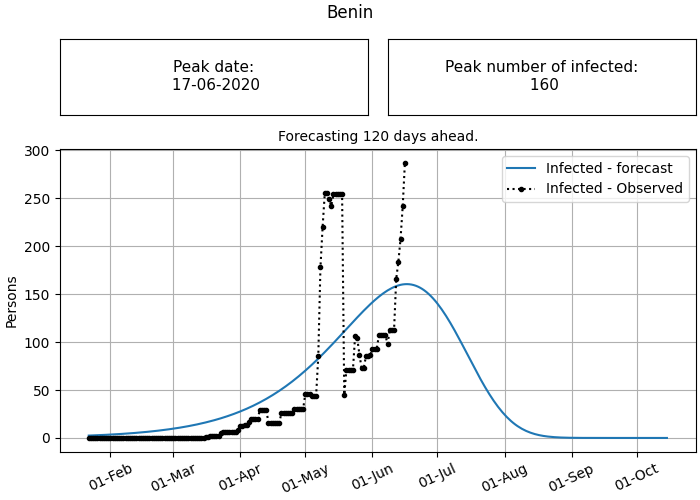 Benin
Peak date:
17-06-2020
Peak number of infected:
160
Forecasting 120 days ahead.
Infected - forecast
Infected - Observed
300
250
200
150
100
50
0
Persons
01-Feb
01-Mar
01-Apr
01-May
01-Jun
01-Jul
01-Aug
01-Sep
01-Oct